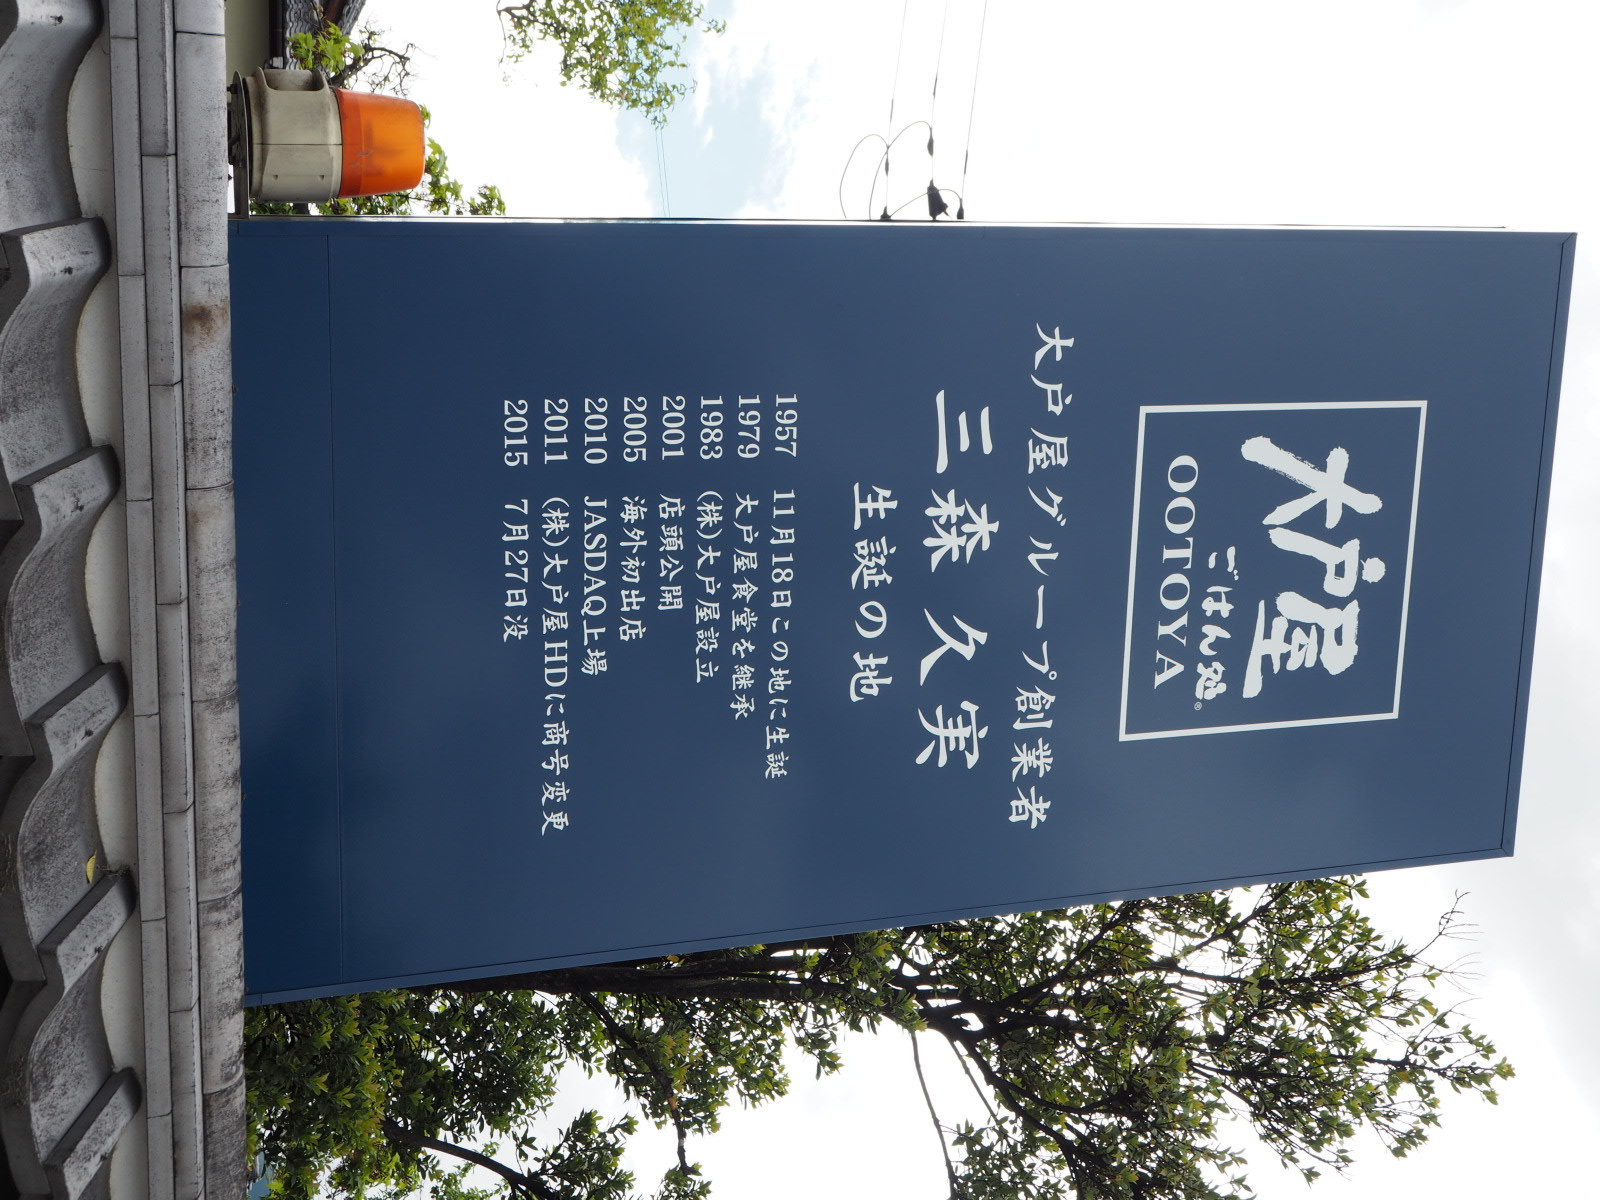 大戸屋
ごはん処®
OOTOYA
大戸屋グループ創業者
三森 久実
生誕の地
1957 11月18日この地に生誕
1979 大戸屋食堂を継承
1983 (株)大戸屋設立
2001 店頭公開
2005 海外初出店
2010 JASDAQ上場
2011 (株)大戸屋HDに商号変更
2015 7月27日没